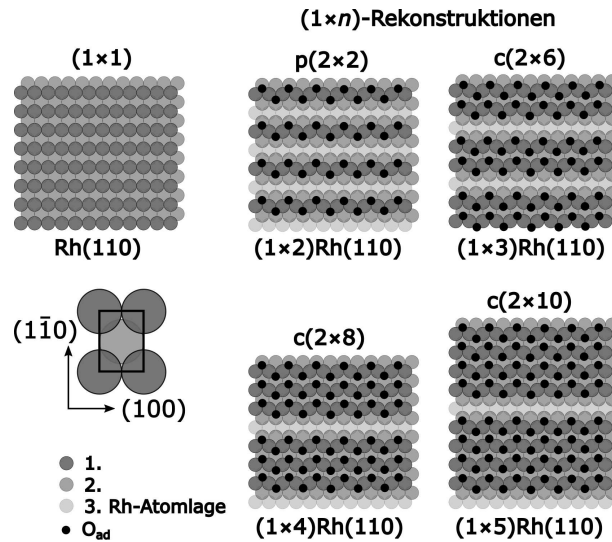 (1×n)-Rekonstruktionen
(1×1)
p(2×2)
c(2×6)
Rh(110)
(1×2)Rh(110)
(1×3)Rh(110)
(11̄0)
(100)
c(2×8)
c(2×10)
1.
2.
3. Rh-Atomlage
O_ad
(1×4)Rh(110)
(1×5)Rh(110)